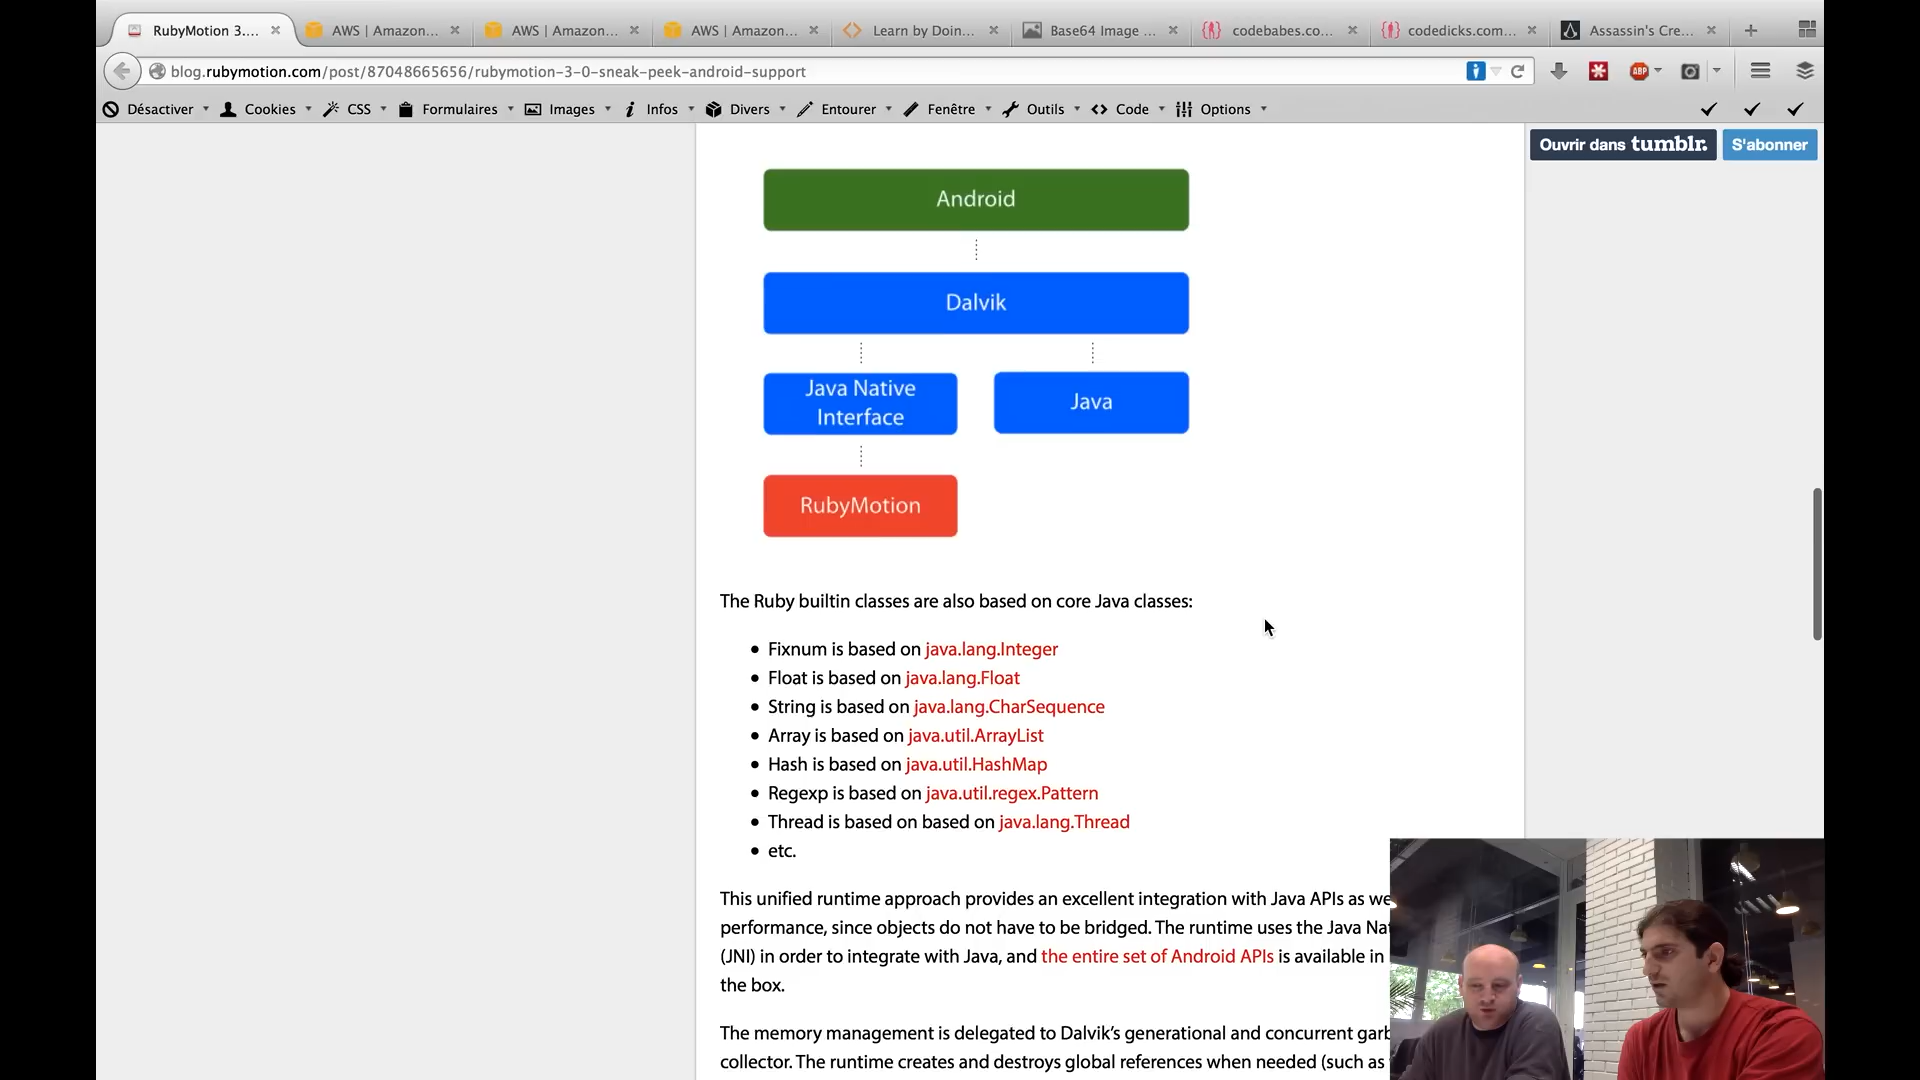 RubyMotion 3....
AWS | Amazon...
AWS | Amazon...
AWS | Amazon...
Learn by Doin...
Base64 Image ...
codebabes.co...
codedicks.com...
Assassin's Cre...
blog.rubymotion.com/post/87048665656/rubymotion-3-0-sneak-peek-android-support
ABP
Désactiver
Cookies
CSS
Formulaires
Images
Infos
Divers
Entourer
Fenêtre
Outils
Code
Options
Ouvrir dans tumblr.
S'abonner
Android
Dalvik
Java Native
Interface
Java
RubyMotion
The Ruby builtin classes are also based on core Java classes:
• Fixnum is based on java.lang.Integer
• Float is based on java.lang.Float
• String is based on java.lang.CharSequence
• Array is based on java.util.ArrayList
• Hash is based on java.util.HashMap
• Regexp is based on java.util.regex.Pattern
• Thread is based on based on java.lang.Thread
• etc.
This unified runtime approach provides an excellent integration with Java APIs as we
performance, since objects do not have to be bridged. The runtime uses the Java Na
(JNI) in order to integrate with Java, and the entire set of Android APIs is available in
the box.
The memory management is delegated to Dalvik's generational and concurrent garb
collector. The runtime creates and destroys global references when needed (such as